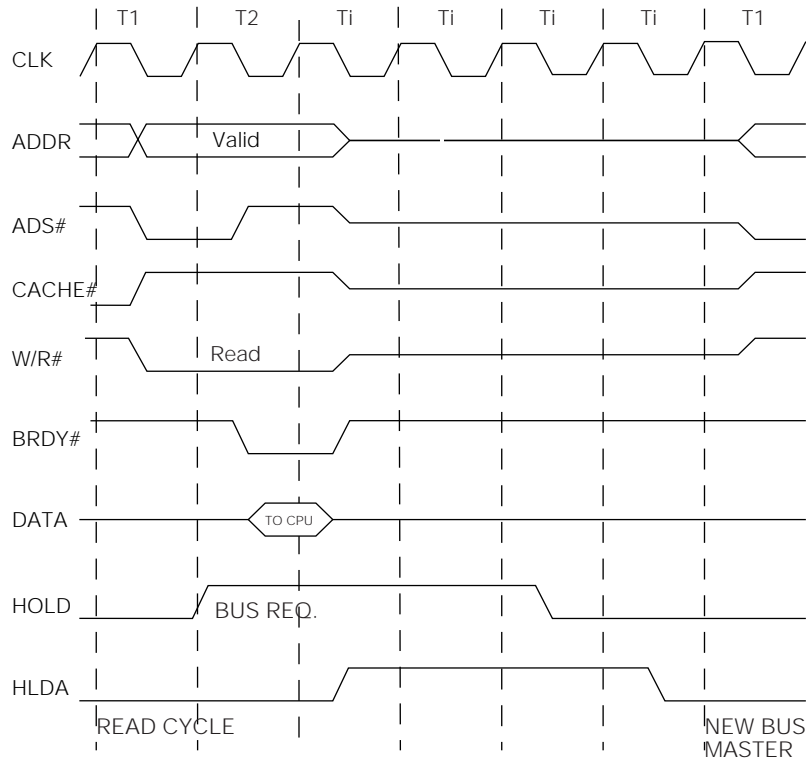 T1 T2 Ti Ti Ti Ti T1
CLK
ADDR Valid
ADS#
CACHE#
W/R# Read
BRDY#
DATA TO CPU
HOLD BUS REQ.
HLDA
READ CYCLE NEW BUS
MASTER